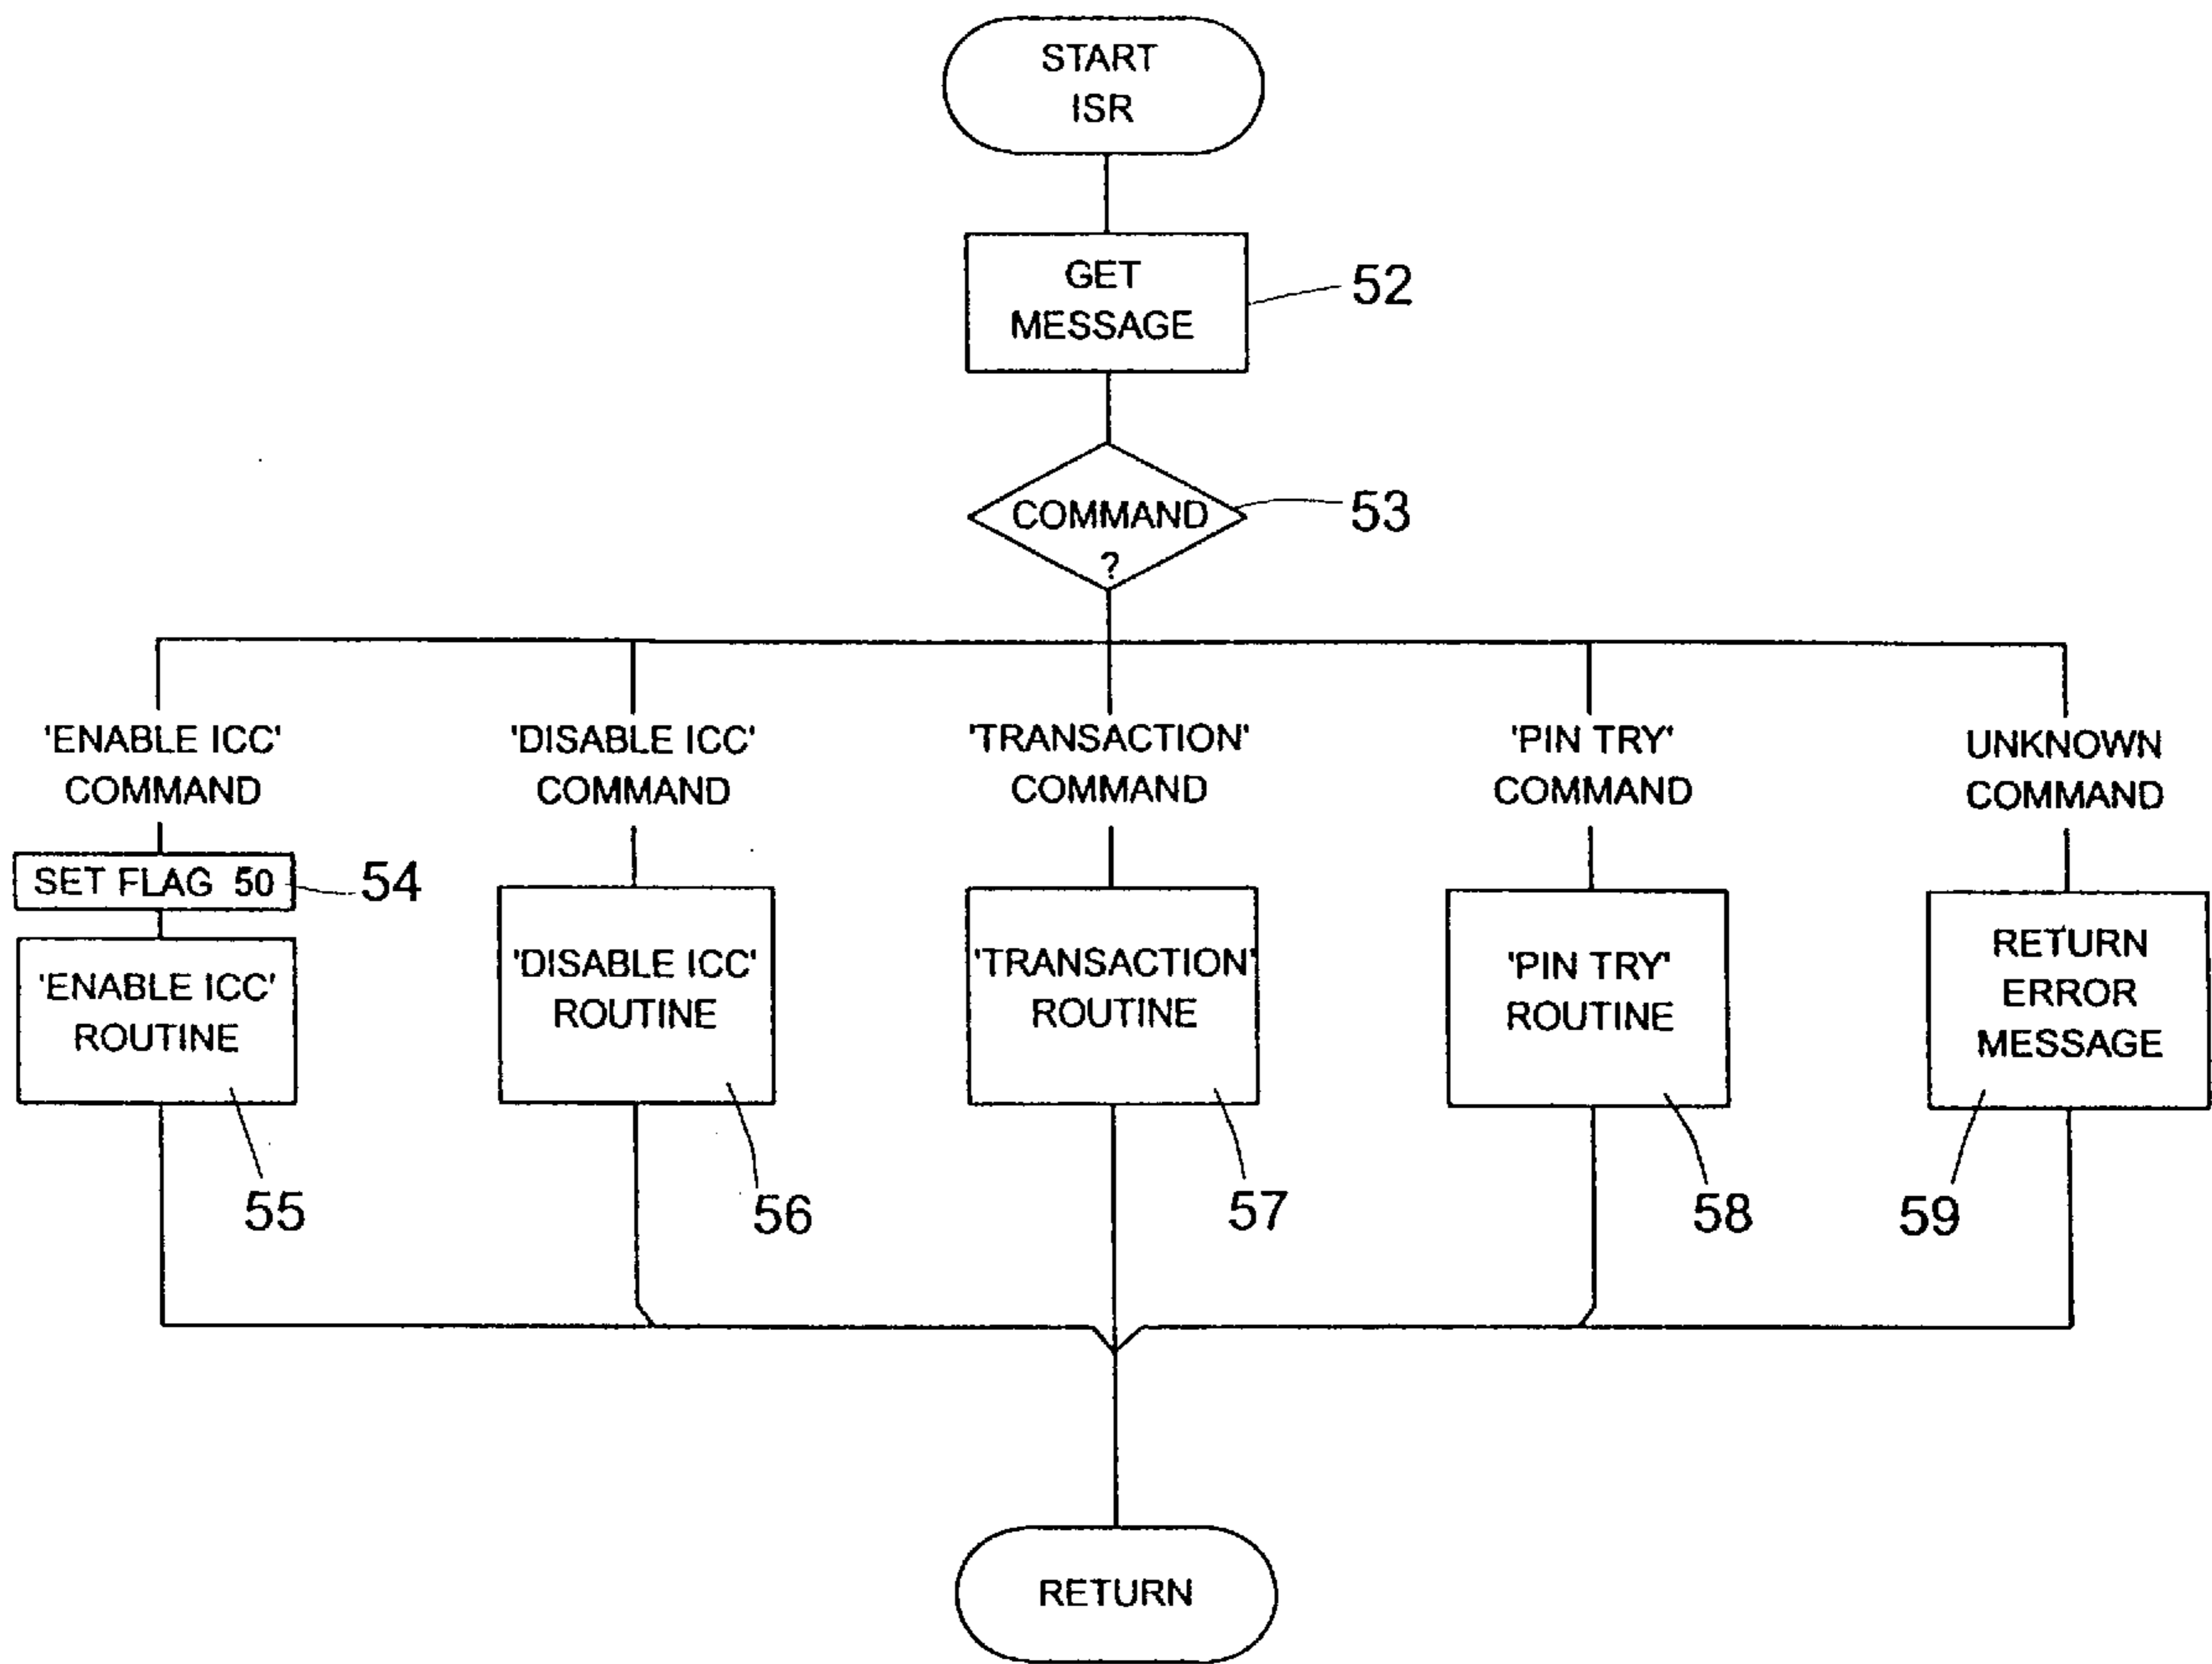 START
ISR
GET
MESSAGE
52
COMMAND
?
53
'ENABLE ICC'
COMMAND
'DISABLE ICC'
COMMAND
'TRANSACTION'
COMMAND
'PIN TRY'
COMMAND
UNKNOWN
COMMAND
SET FLAG 50
54
'ENABLE ICC'
ROUTINE
55
'DISABLE ICC'
ROUTINE
56
'TRANSACTION'
ROUTINE
57
'PIN TRY'
ROUTINE
58
RETURN
ERROR
MESSAGE
59
RETURN